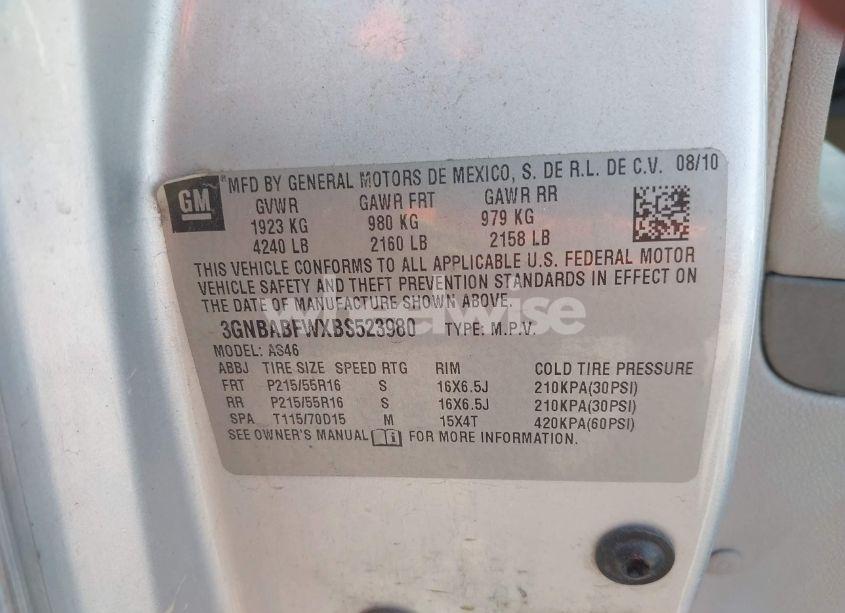 GM
®MFD BY GENERAL MOTORS DE MEXICO, S. DE R.L. DE C.V. 08/10
GVWR GAWR FRT GAWR RR
1923 KG 980 KG 979 KG
4240 LB 2160 LB 2158 LB
THIS VEHICLE CONFORMS TO ALL APPLICABLE U.S. FEDERAL MOTOR
VEHICLE SAFETY AND THEFT PREVENTION STANDARDS IN EFFECT ON
THE DATE OF MANUFACTURE SHOWN ABOVE.
3GNBABFWXBS523980 TYPE: M.P.V.
wheelwise
MODEL: AS46
ABBJ TIRE SIZE SPEED RTG RIM COLD TIRE PRESSURE
FRT P215/55R16 S 16X6.5J 210KPA(30PSI)
RR P215/55R16 S 16X6.5J 210KPA(30PSI)
SPA T115/70D15 M 15X4T 420KPA(60PSI)
SEE OWNER'S MANUAL FOR MORE INFORMATION.